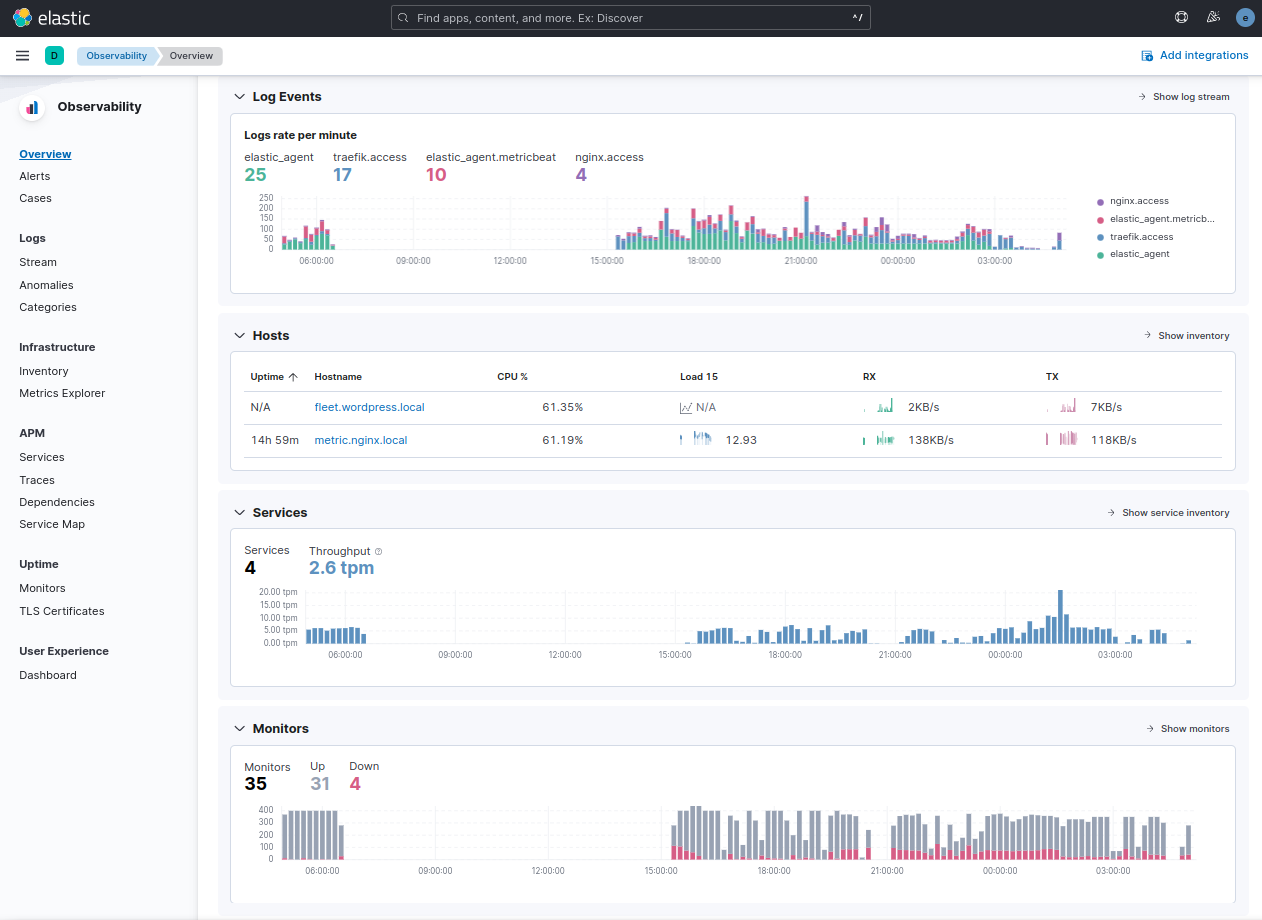 elastic
Find apps, content, and more. Ex: Discover
^/
e
D
Observability
Overview
Add integrations
Observability
Overview
Alerts
Cases
Logs
Stream
Anomalies
Categories
Infrastructure
Inventory
Metrics Explorer
APM
Services
Traces
Dependencies
Service Map
Uptime
Monitors
TLS Certificates
User Experience
Dashboard
Log Events
Show log stream
Logs rate per minute
elastic_agent traefik.access elastic_agent.metricbeat nginx.access
25 17 10 4
250
200
150
100
50
0
06:00:00 09:00:00 12:00:00 15:00:00 18:00:00 21:00:00 00:00:00 03:00:00
nginx.access
elastic_agent.metricb...
traefik.access
elastic_agent
Hosts
Show inventory
Uptime Hostname CPU % Load 15 RX TX
N/A fleet.wordpress.local 61.35% N/A 2KB/s 7KB/s
14h 59m metric.nginx.local 61.19% 12.93 138KB/s 118KB/s
Services
Show service inventory
Services Throughput
4 2.6 tpm
20.00 tpm
15.00 tpm
10.00 tpm
5.00 tpm
0.00 tpm
06:00:00 09:00:00 12:00:00 15:00:00 18:00:00 21:00:00 00:00:00 03:00:00
Monitors
Show monitors
Monitors Up Down
35 31 4
400
300
200
100
0
06:00:00 09:00:00 12:00:00 15:00:00 18:00:00 21:00:00 00:00:00 03:00:00